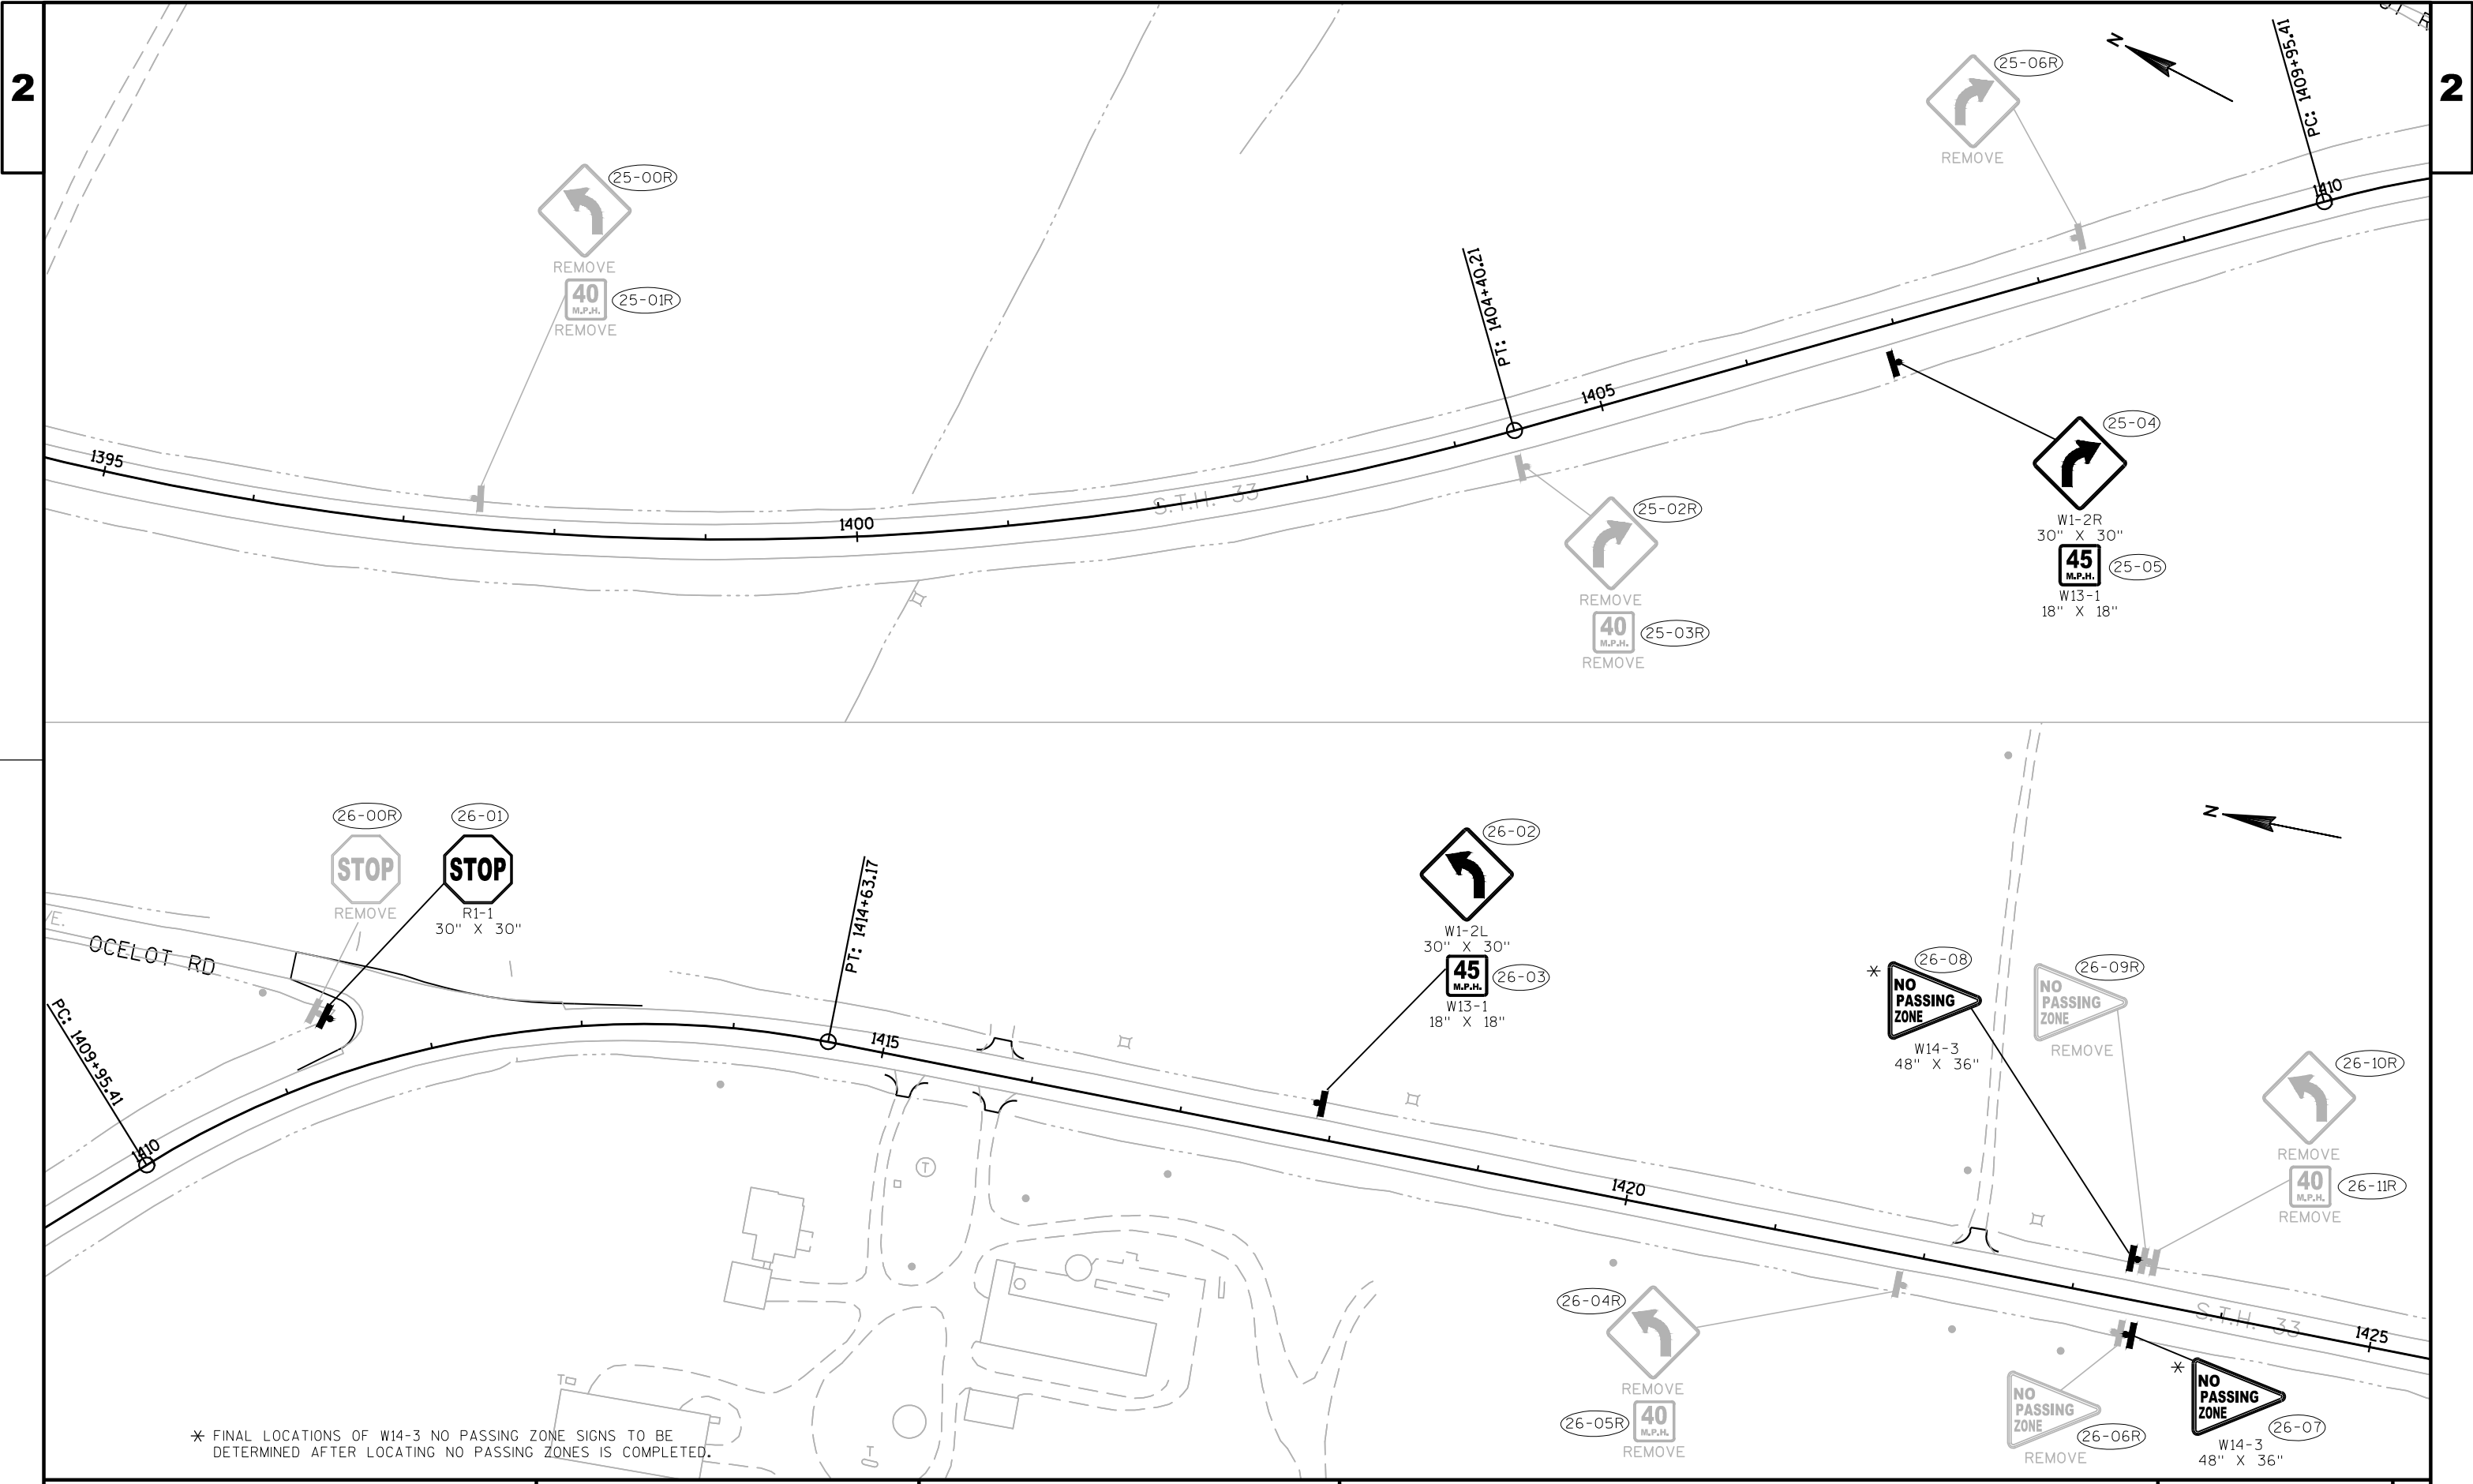 2
2
N
PC: 1409+95.41
1410
25-06R
REMOVE
25-00R
REMOVE
40
M.P.H.
25-01R
REMOVE
PT: 1404+40.21
1405
1395
1400
S.T.H. 33
25-02R
REMOVE
40
M.P.H.
25-03R
REMOVE
25-04
W1-2R
30" X 30"
45
M.P.H.
25-05
W13-1
18" X 18"
26-00R
STOP
REMOVE
26-01
STOP
R1-1
30" X 30"
OCELOT RD
PC: 1409+95.41
1410
PT: 1414+63.17
1415
26-02
W1-2L
30" X 30"
45
M.P.H.
26-03
W13-1
18" X 18"
N
26-08
* NO
PASSING
ZONE
W14-3
48" X 36"
26-09R
NO
PASSING
ZONE
REMOVE
26-10R
REMOVE
40
M.P.H.
26-11R
REMOVE
T
1420
S.T.H. 33
1425
26-04R
REMOVE
26-05R
40
M.P.H.
REMOVE
NO
PASSING
ZONE
26-06R
REMOVE
* NO
PASSING
ZONE
26-07
W14-3
48" X 36"
T
T
* FINAL LOCATIONS OF W14-3 NO PASSING ZONE SIGNS TO BE
DETERMINED AFTER LOCATING NO PASSING ZONES IS COMPLETED.